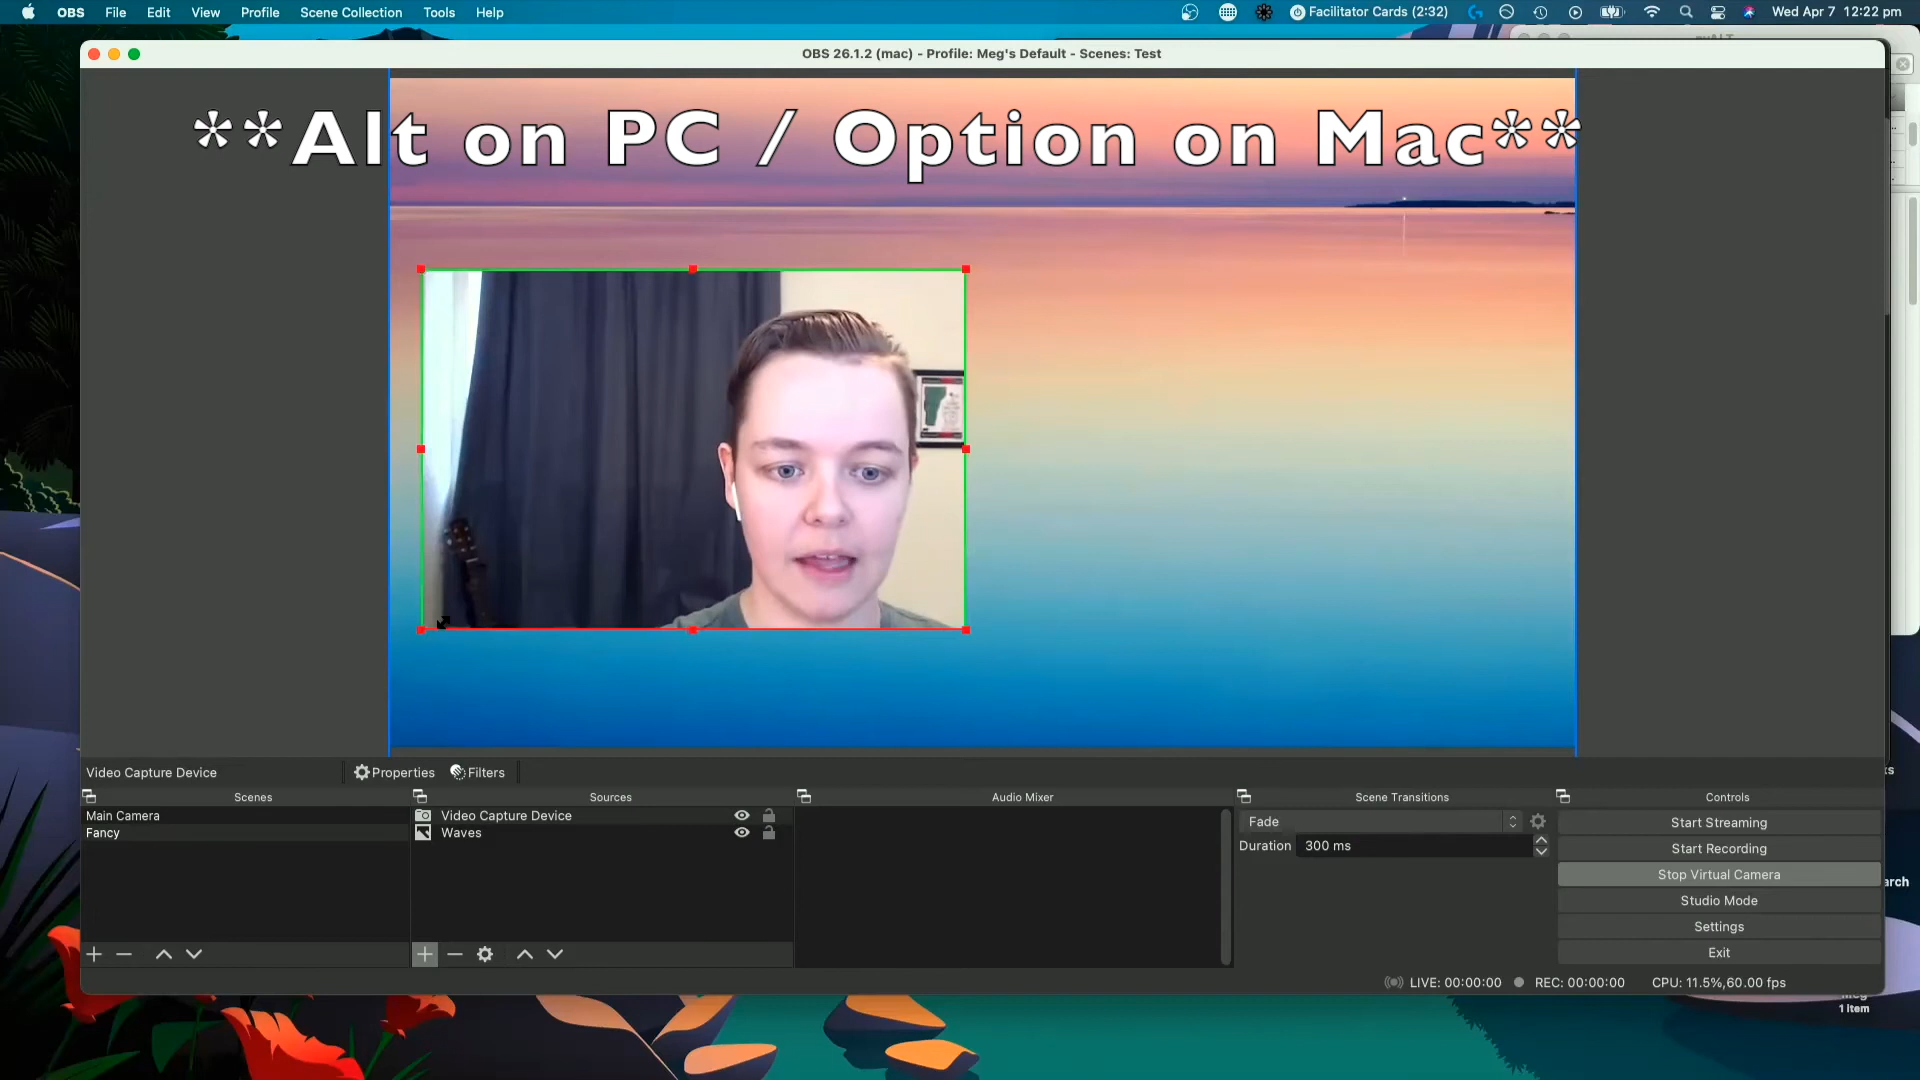 OBS File Edit View Profile Scene Collection Tools Help Facilitator Cards (2:32) Wed Apr 7 12:22 pm
OBS 26.1.2 (mac) - Profile: Meg's Default - Scenes: Test
**Alt on PC / Option on Mac**
Video Capture Device Properties Filters
Scenes Sources Audio Mixer Scene Transitions Controls
Main Camera
Fancy
Video Capture Device
Waves
Fade
Duration 300 ms
Start Streaming
Start Recording
Stop Virtual Camera
Studio Mode
Settings
Exit
LIVE: 00:00:00 REC: 00:00:00 CPU: 11.5%,60.00 fps
ks
arch
Meg
1 item